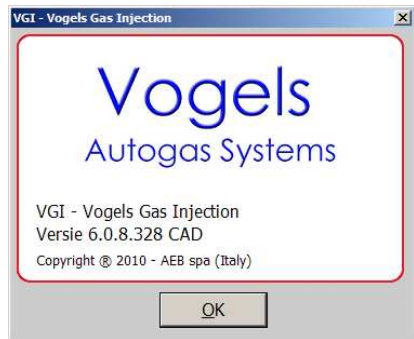 VGI - Vogels Gas Injection
Vogels
Autogas Systems
VGI - Vogels Gas Injection
Versie 6.0.8.328 CAD
Copyright ® 2010 - AEB spa (Italy)
OK